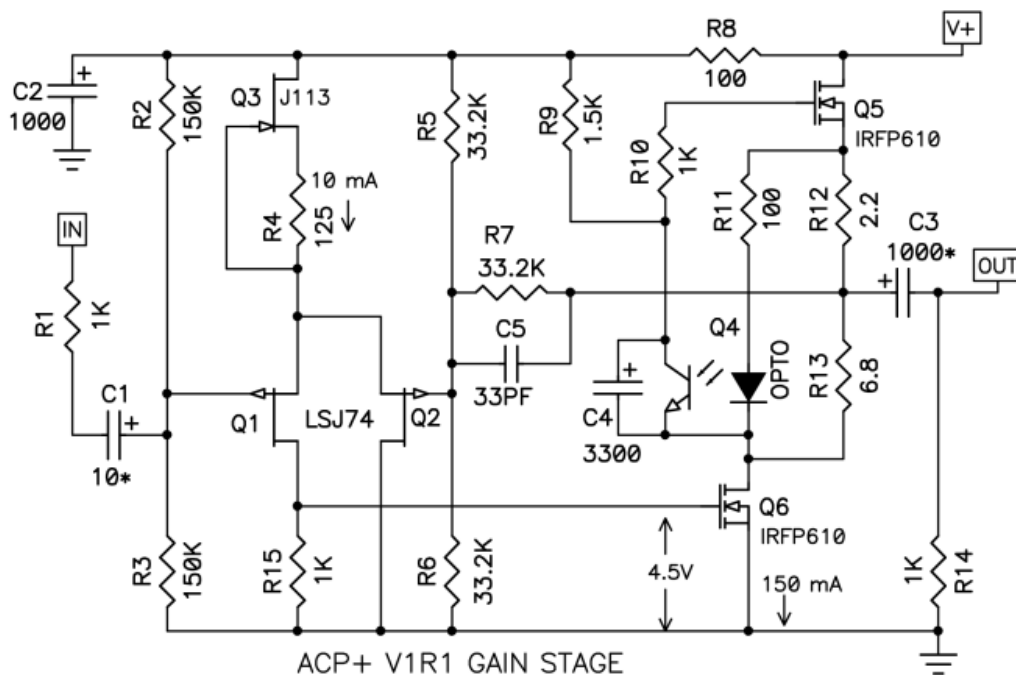 V+
R8
100
C2
1000
+
R2
150K
Q3
J113
R5
33.2K
R9
1.5K
R10
1K
Q5
IRFP610
10 mA
R4
125
R11
100
R12
2.2
IN
R7
33.2K
C3
1000*
+
OUT
R1
1K
C5
33PF
Q4
OPTO
R13
6.8
C1
+
10*
Q1
LSJ74
Q2
+
C4
3300
Q6
IRFP610
R3
150K
R15
1K
R6
33.2K
4.5V
150 mA
1K
R14
ACP+ V1R1 GAIN STAGE